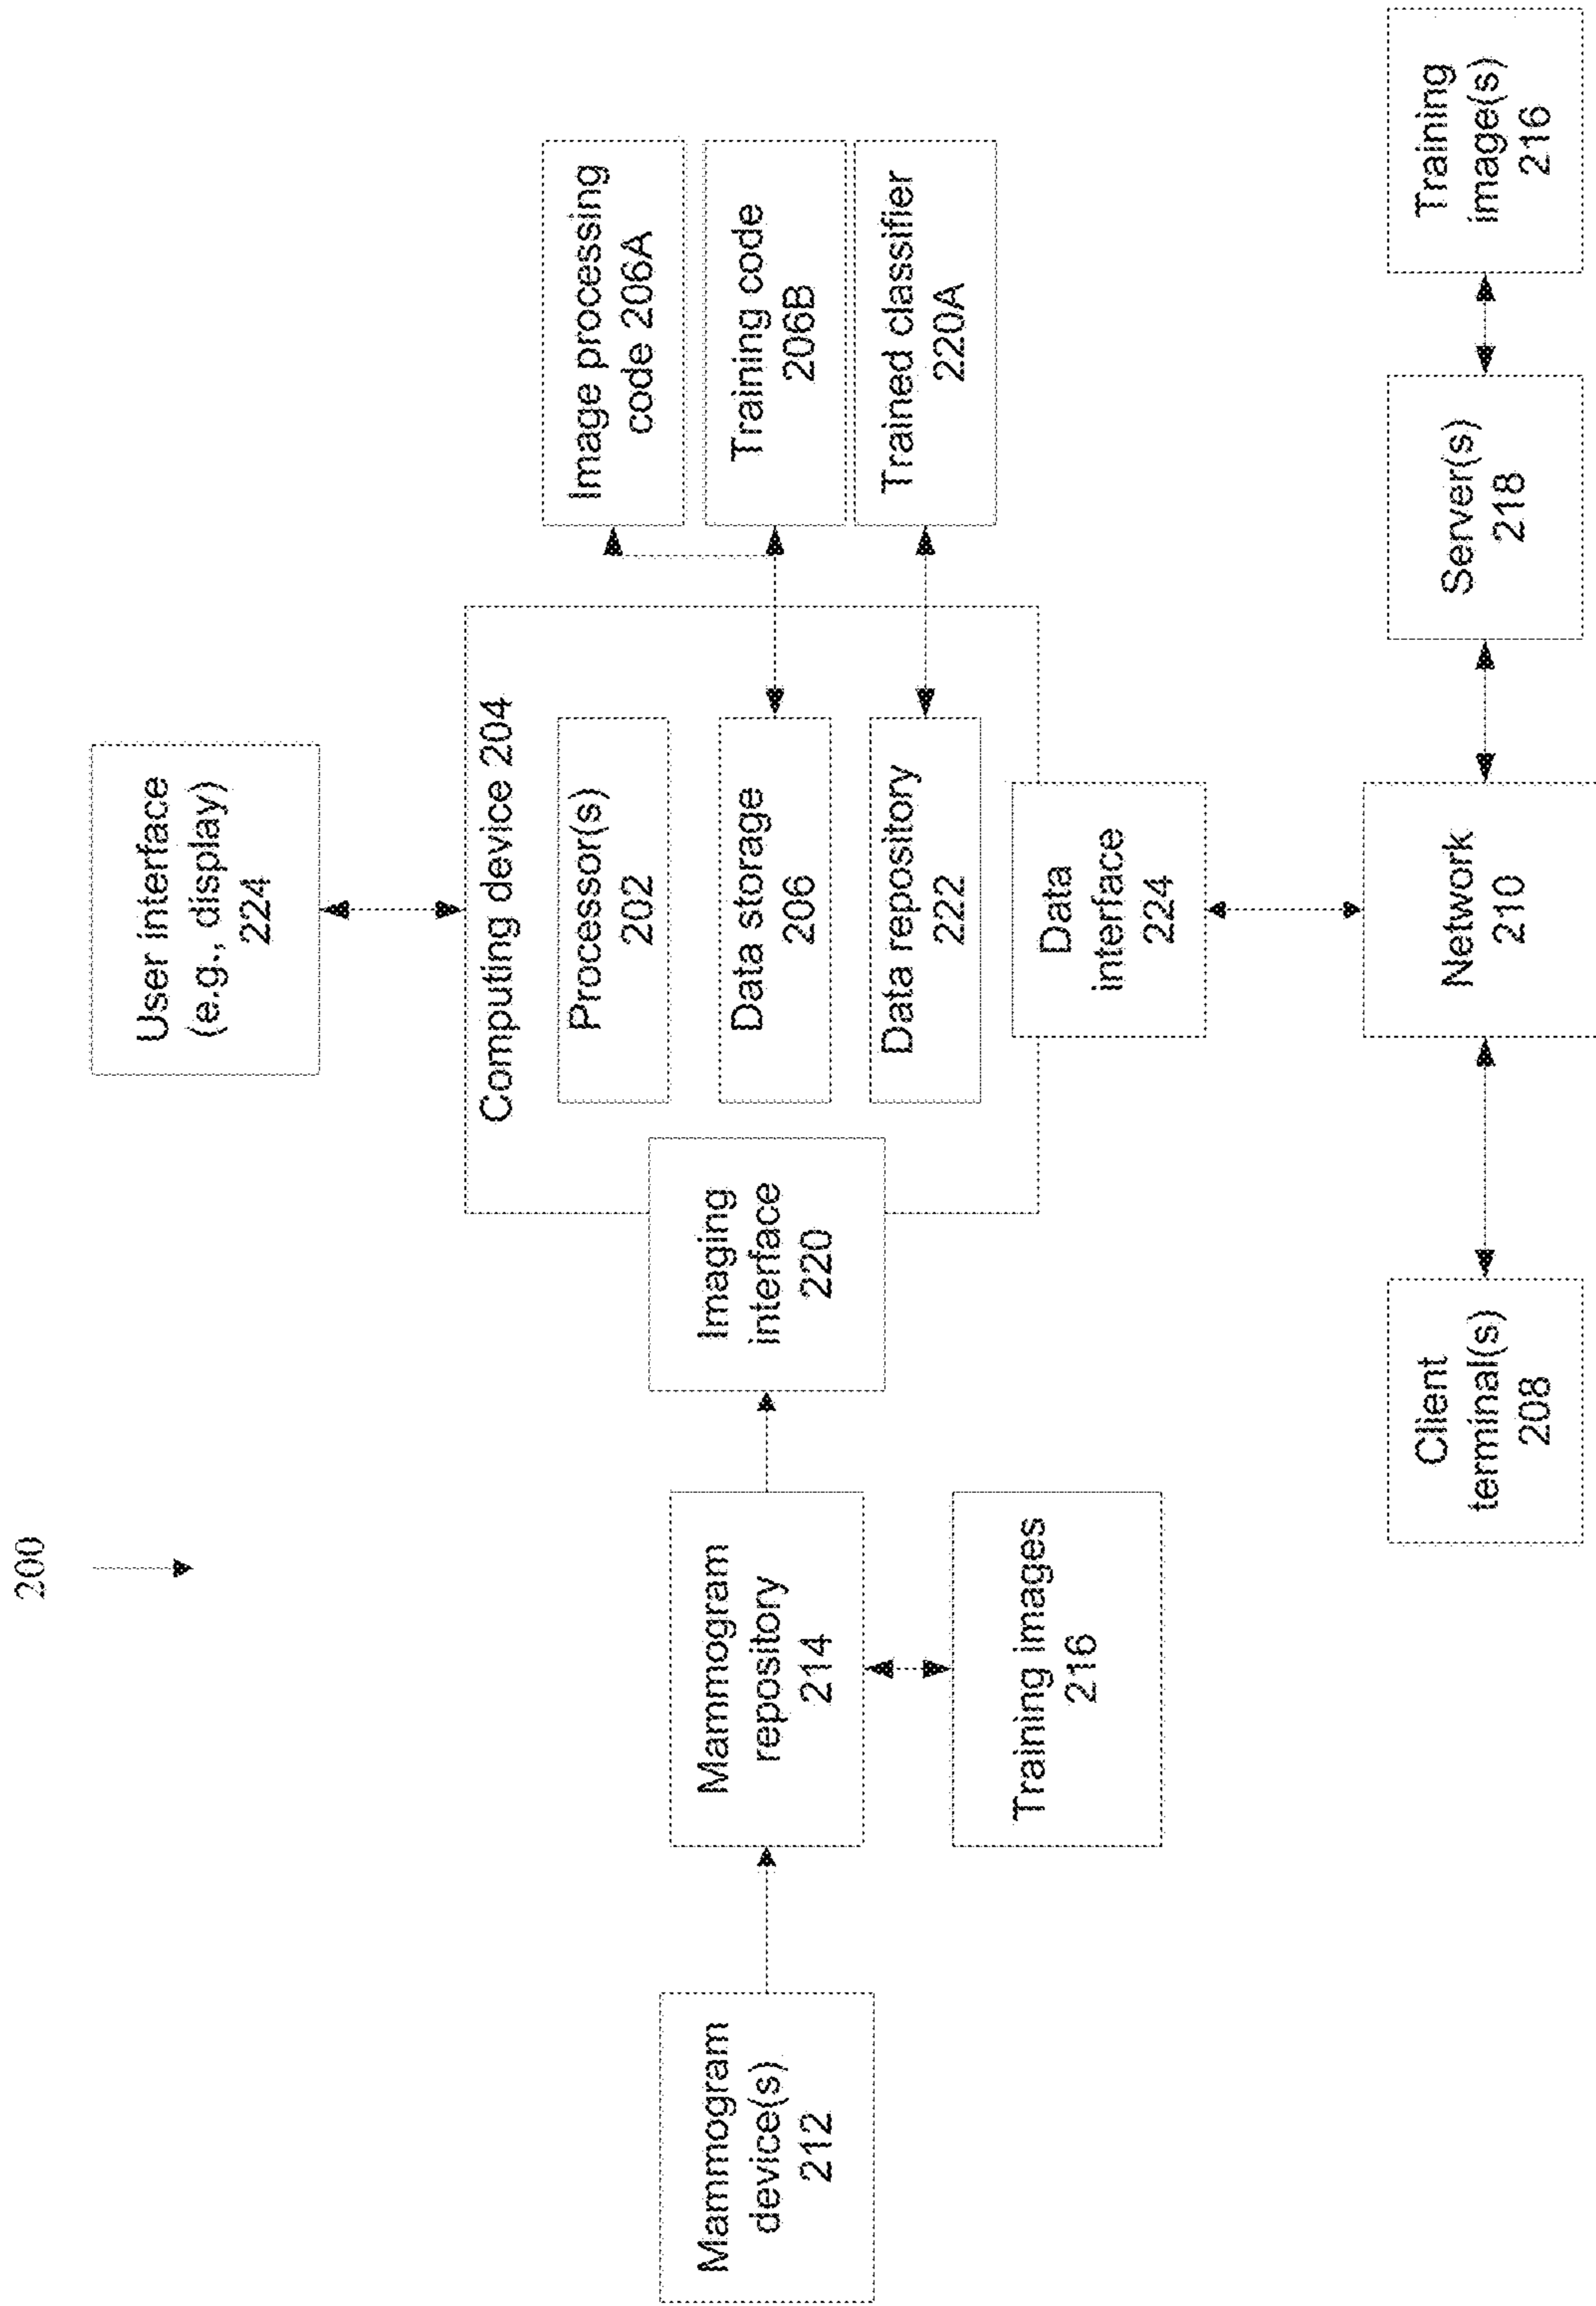 200
User interface
(e.g., display)
224
Computing device 204
Processor(s)
202
Image processing
code 206A
Mammogram
device(s)
212
Mammogram
repository
214
Imaging
interface
220
Data storage
206
Training code
206B
Data repository
222
Trained classifier
220A
Training images
216
Data
interface
224
Client
terminal(s)
208
Network
210
Server(s)
218
Training
image(s)
216